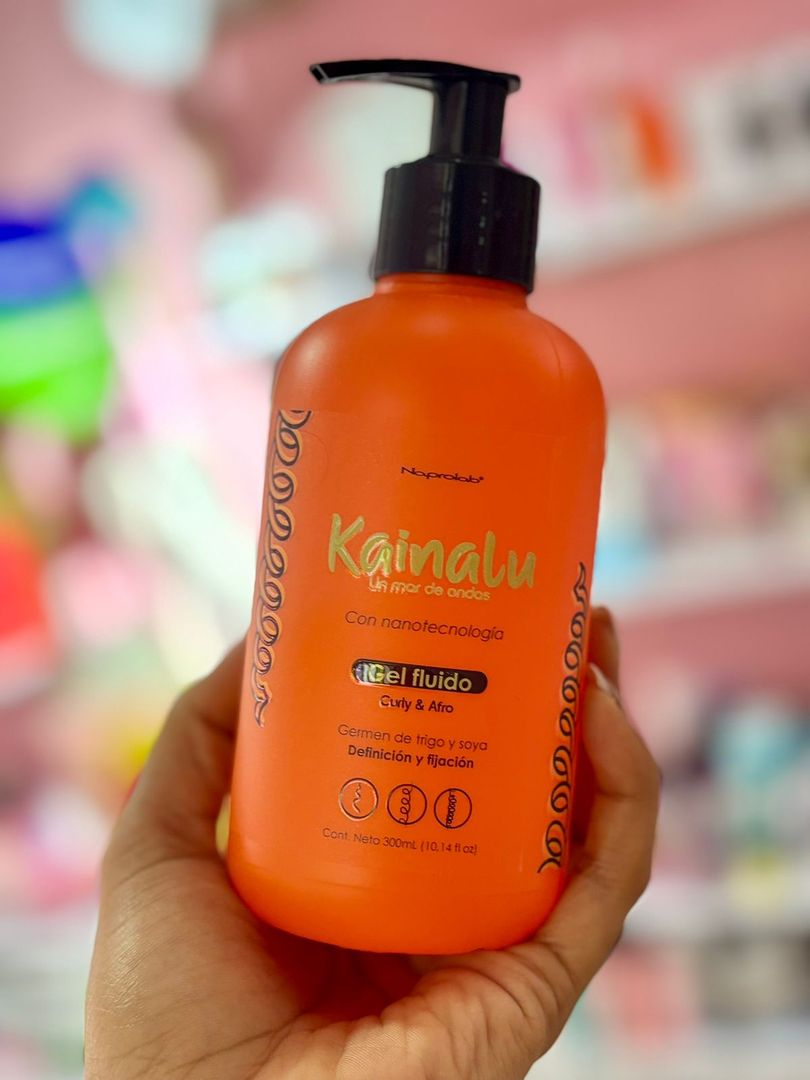 Naprolab®
Kainalu
Un mar de ondas
Con nanotecnología
Gel fluido
Curly & Afro
Germen de trigo y soya
Definición y fijación
Cont. Neto 300mL (10,14 fl oz)